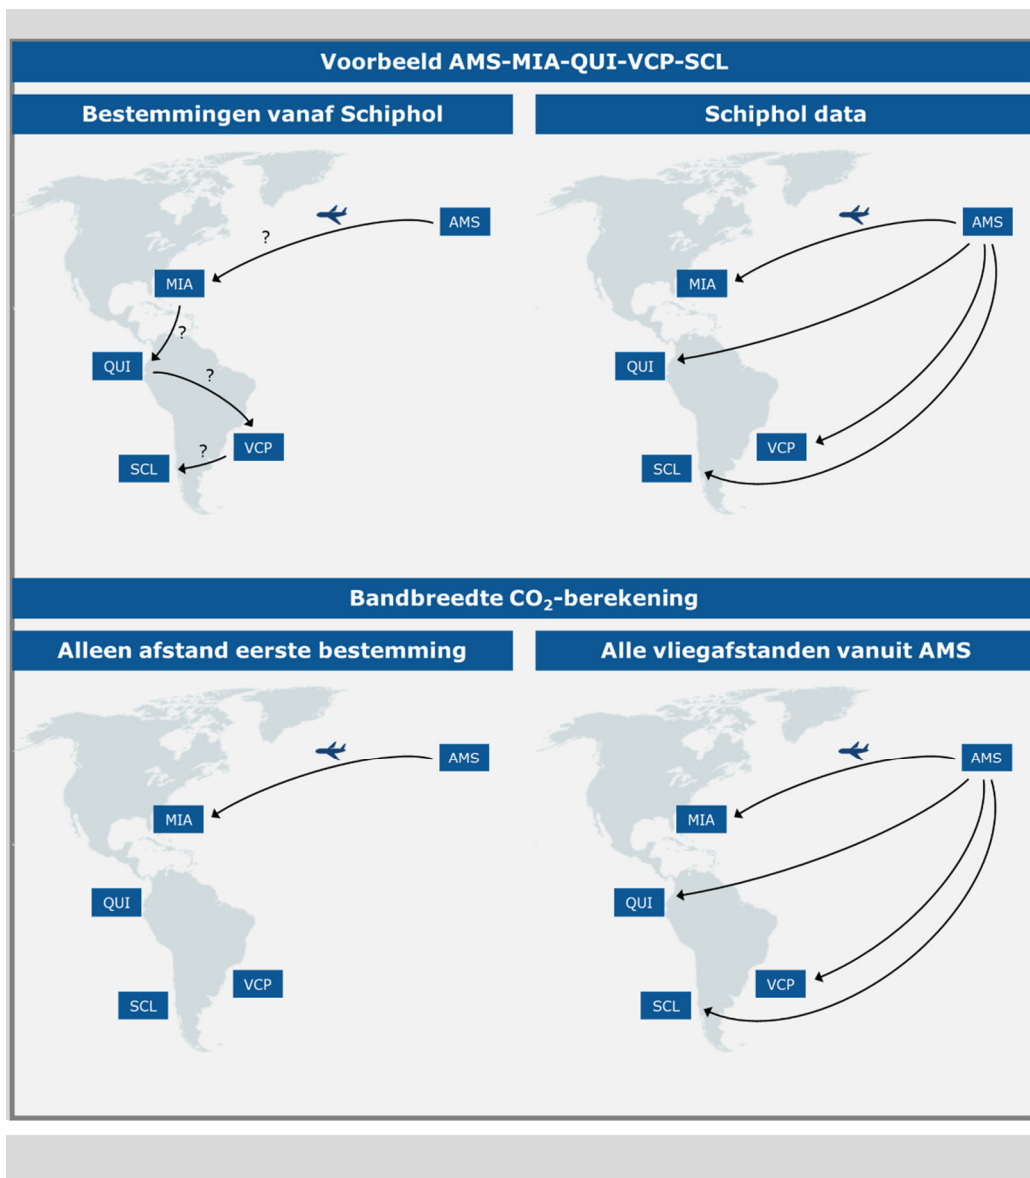 Voorbeeld AMS-MIA-QUI-VCP-SCL
Bestemmingen vanaf Schiphol
?
AMS
MIA
?
QUI
?
VCP
?
SCL
Schiphol data
AMS
MIA
QUI
VCP
SCL
Bandbreedte CO₂-berekening
Alleen afstand eerste bestemming
AMS
MIA
QUI
VCP
SCL
Alle vliegafstanden vanuit AMS
AMS
MIA
QUI
VCP
SCL